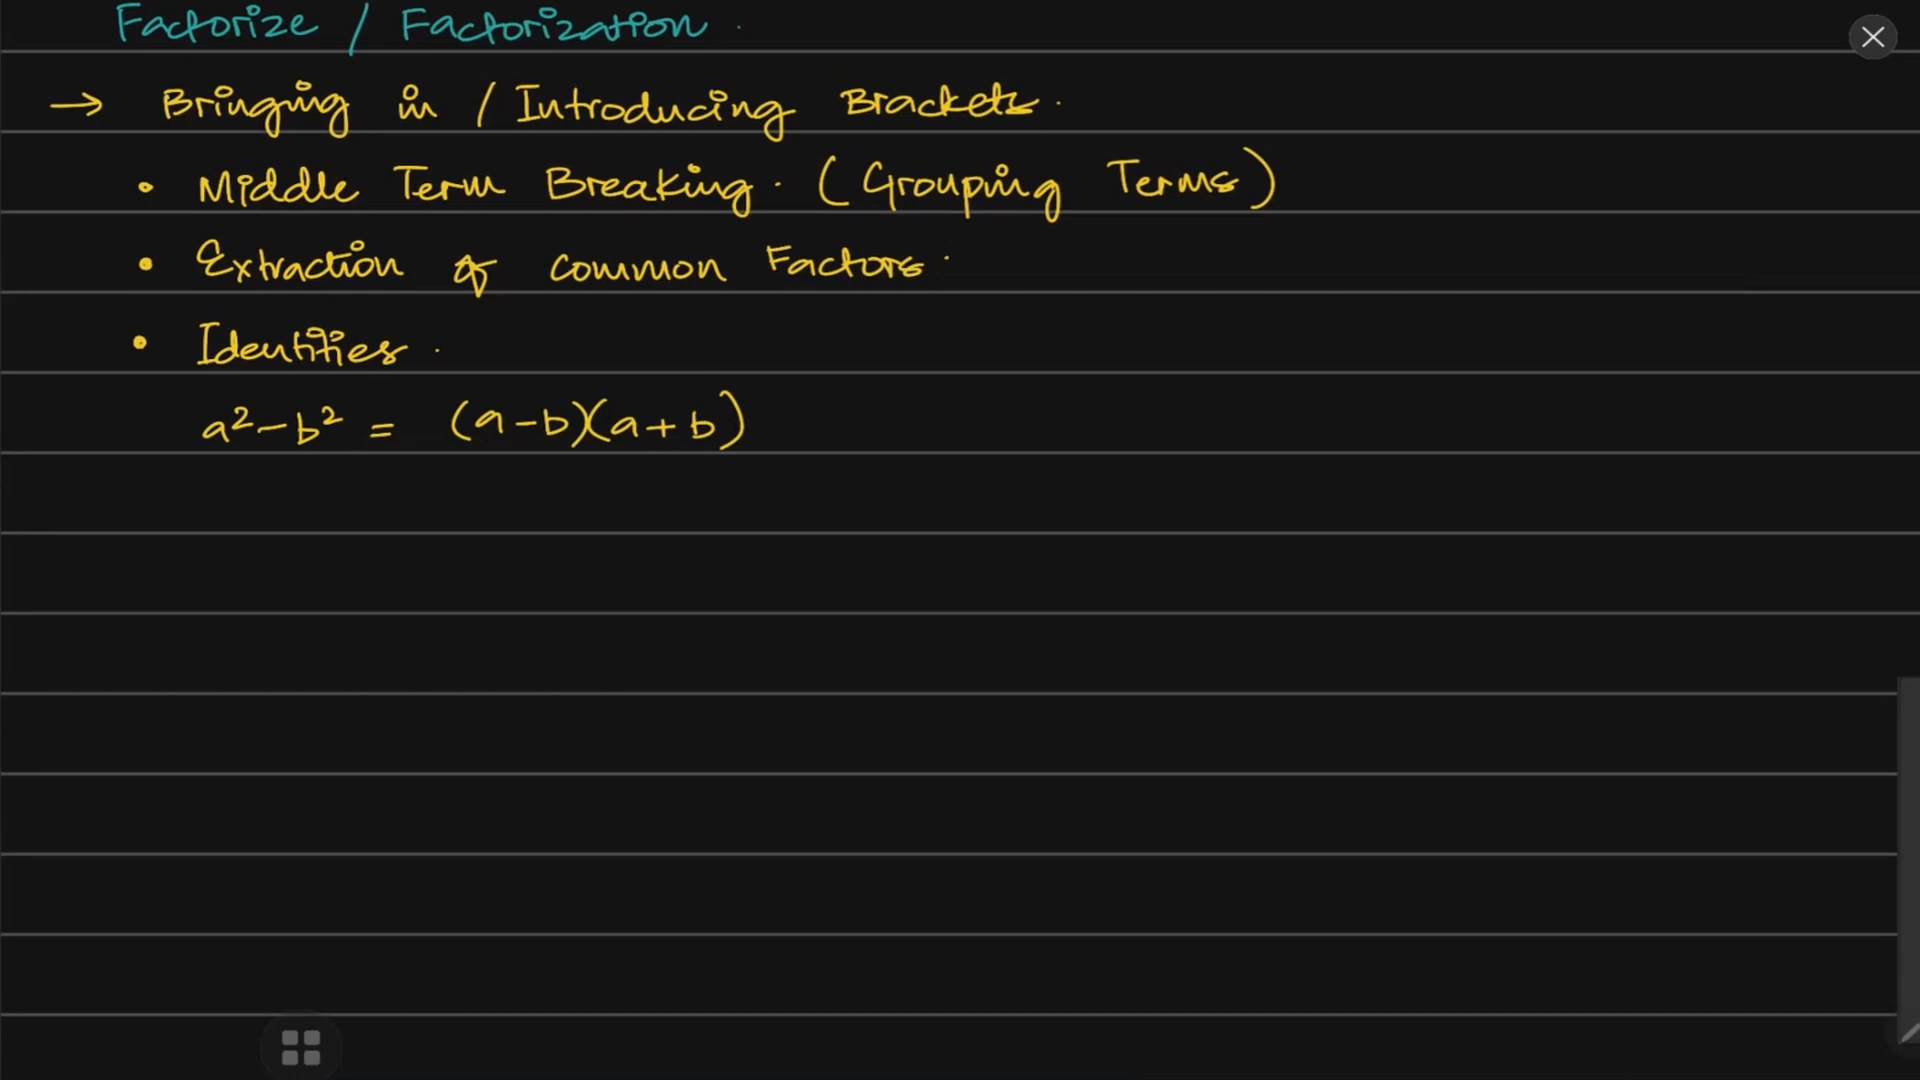 Factorize / Factorization .
→ Bringing in / Introducing Brackets .
• Middle Term Breaking . (Grouping Terms)
• Extraction of common Factors .
• Identities .
a² - b² = (a - b)(a + b)